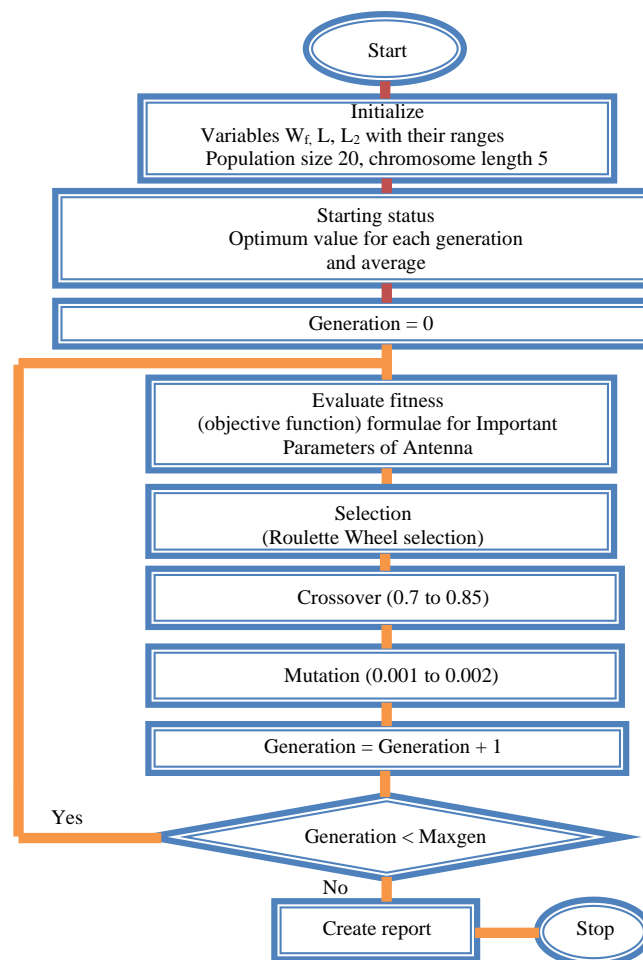 Start
Initialize
Variables Wf, L, L2 with their ranges
Population size 20, chromosome length 5
Starting status
Optimum value for each generation
and average
Generation = 0
Evaluate fitness
(objective function) formulae for Important
Parameters of Antenna
Selection
(Roulette Wheel selection)
Crossover (0.7 to 0.85)
Mutation (0.001 to 0.002)
Generation = Generation + 1
Yes
Generation < Maxgen
No
Create report
Stop